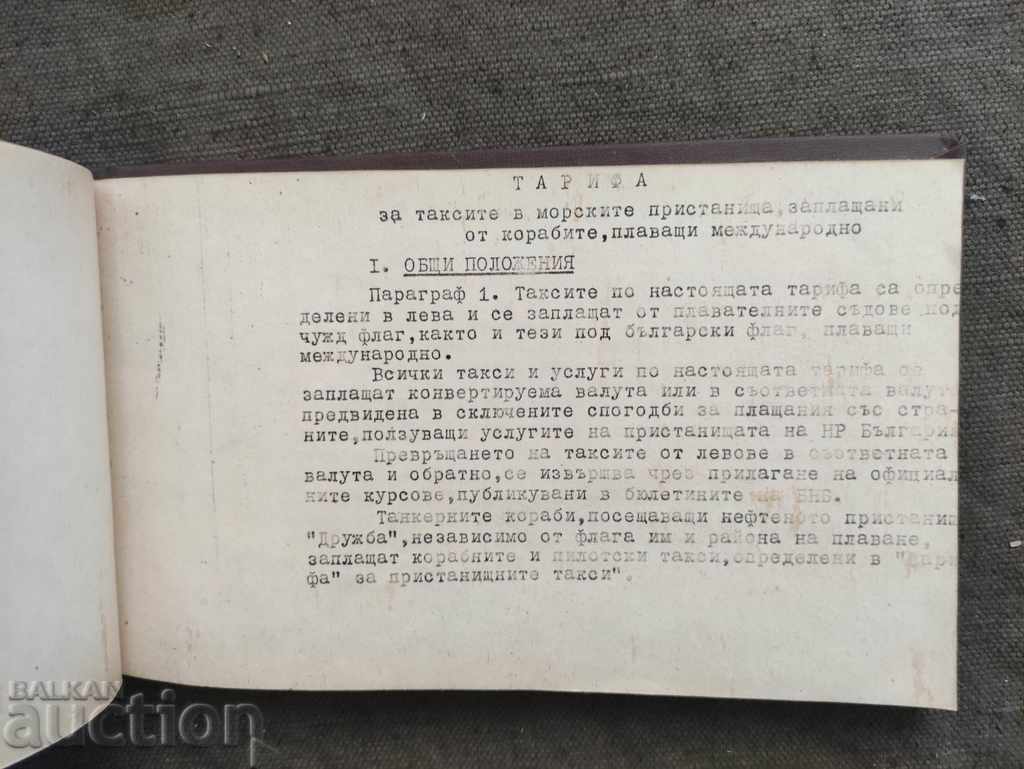 ТАРИФА
за таксите в морските пристанища,заплащани
от корабите,плаващи международно
I. ОБЩИ ПОЛОЖЕНИЯ
Параграф 1. Таксите по настоящата тарифа са опре
делени в лева и се заплащат от плавателните съдове под
чужд флаг,както и тези под български флаг, плаващи
международно.
Всички такси и услуги по настоящата тарифа се
заплащат конвертируема валута или в съответната валут
предвидена в сключените спогодби за плащания със стра-
ните,ползуващи услугите на пристанищата на НР Българи
Превръщането на таксите от левове в съответната
валута и обратно,се извършва чрез прилагане на официал
ните курсове,публикувани в бюлетините на БНБ.
Танкерните кораби,посещаващи нефтеното пристанищ
"Дружба",независимо от флага им и района на плаване,
заплащат корабните и пилотски такси,определени в "Тари
фа" за пристанищните такси".
BALKAN
auction